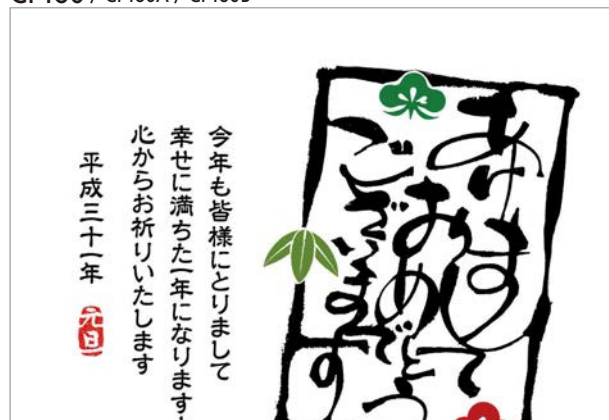 あけまして
おめでとう
ございます
今年も皆様にとりまして
幸せに満ちた一年になります
心からお祈りいたします
平成三十一年 元旦